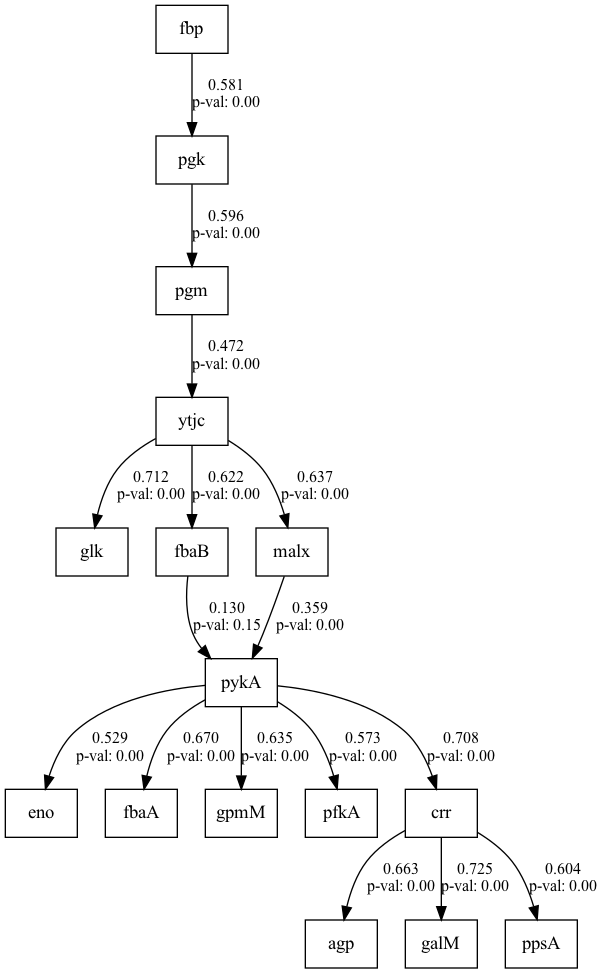 fbp
0.581
p-val: 0.00
pgk
0.596
p-val: 0.00
pgm
0.472
p-val: 0.00
ytjc
0.712
p-val: 0.00
0.622
p-val: 0.00
0.637
p-val: 0.00
glk
fbaB
malx
0.130
p-val: 0.15
0.359
p-val: 0.00
pykA
0.529
p-val: 0.00
0.670
p-val: 0.00
0.635
p-val: 0.00
0.573
p-val: 0.00
0.708
p-val: 0.00
eno
fbaA
gpmM
pfkA
crr
0.663
p-val: 0.00
0.725
p-val: 0.00
0.604
p-val: 0.00
agp
galM
ppsA